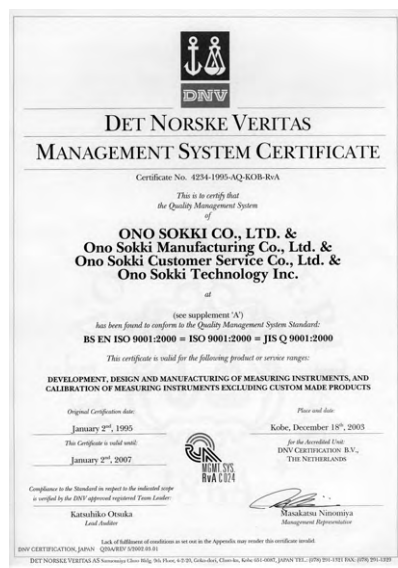 DNV
DET NORSKE VERITAS
MANAGEMENT SYSTEM CERTIFICATE
Certificate No. 4234-1995-AQ-KOB-RvA
This is to certify that
the Quality Management System
of
ONO SOKKI CO., LTD. &
Ono Sokki Manufacturing Co., Ltd. &
Ono Sokki Customer Service Co., Ltd. &
Ono Sokki Technology Inc.
at
(see supplement 'A')
has been found to conform to the Quality Management System Standard:
BS EN ISO 9001:2000 = ISO 9001:2000 = JIS Q 9001:2000
This certificate is valid for the following product or service ranges:
DEVELOPMENT, DESIGN AND MANUFACTURING OF MEASURING INSTRUMENTS, AND
CALIBRATION OF MEASURING INSTRUMENTS EXCLUDING CUSTOM MADE PRODUCTS
Original Certification date:
January 2nd, 1995
This Certificate is valid until:
January 2nd, 2007
Place and date
Kobe, December 18th, 2003
for the Accredited Unit:
DNV CERTIFICATION B.V.,
THE NETHERLANDS
RvA
MGMT. SYS.
RvA C 024
Compliance to the Standard in respect to the indicated scope
is verified by the DNV approved registered Team Leader:
Katsuhiko Otsuka
Lead Auditor
Masakatsu Ninomiya
Management Representative
Lack of fulfilment of conditions as set out in the Appendix may render this certificate invalid.
DNV CERTIFICATION, JAPAN
DET NORSKE VERITAS AS